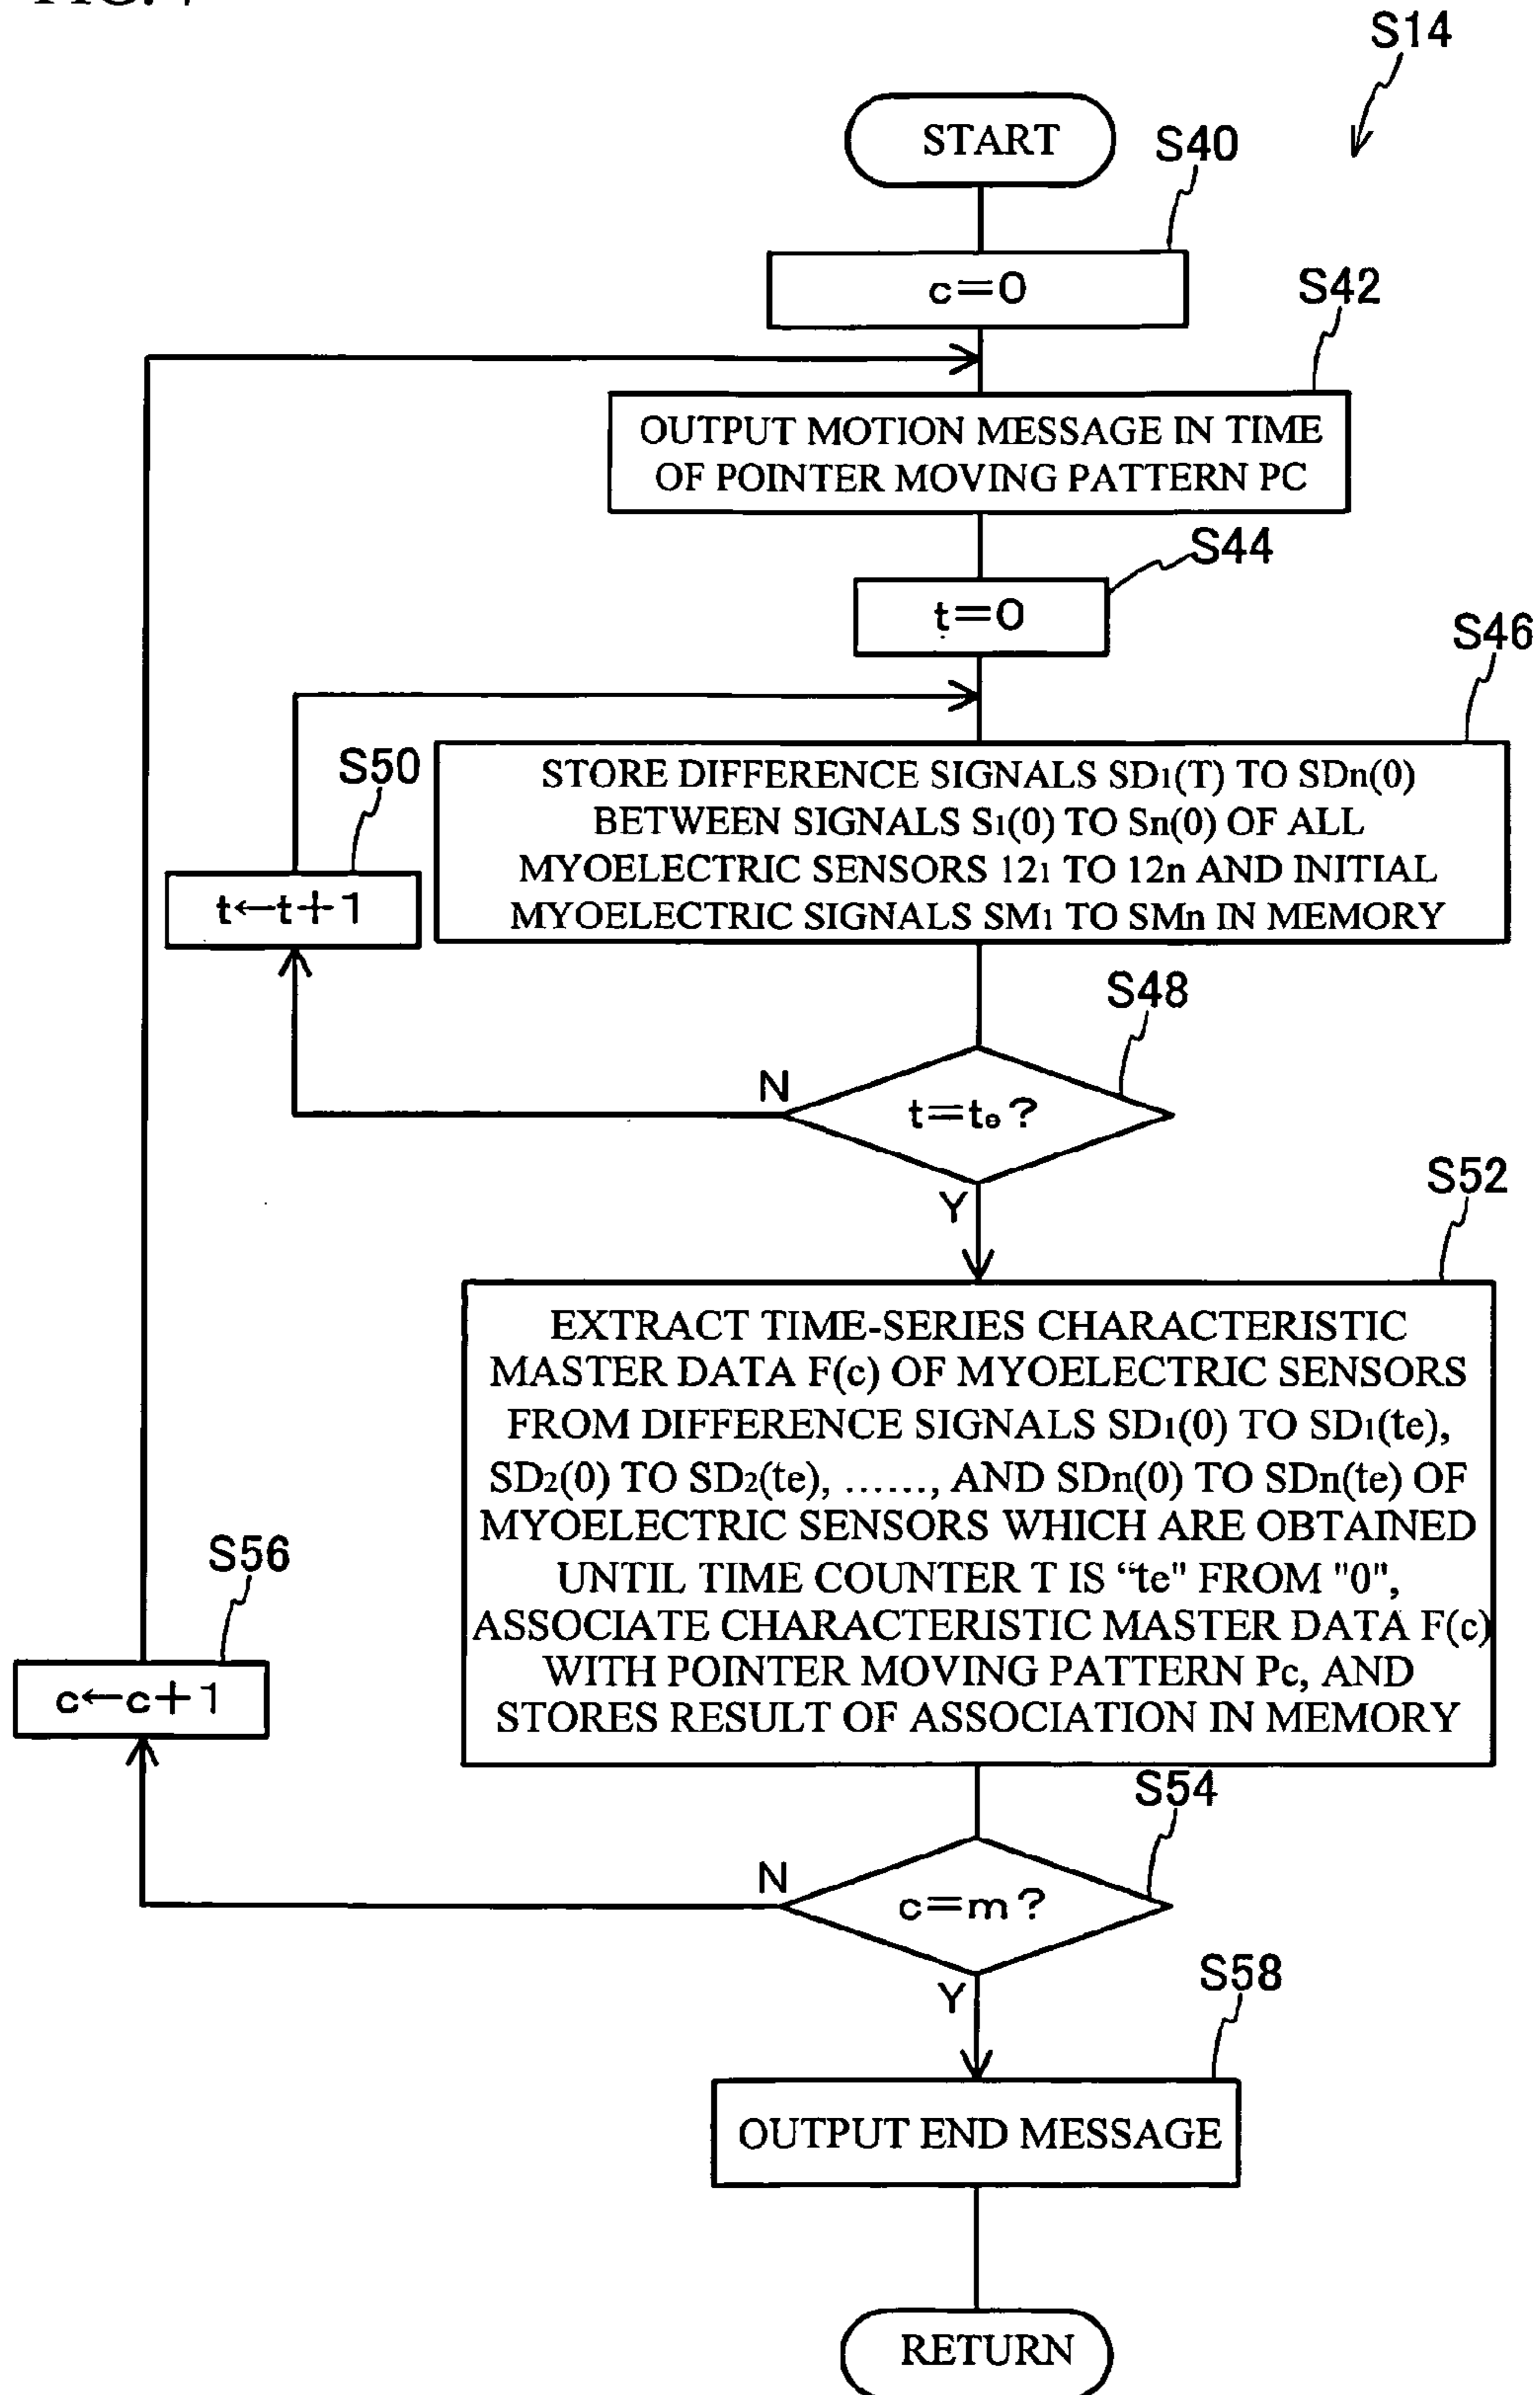 S14
START
S40
c=0
S42
OUTPUT MOTION MESSAGE IN TIME
OF POINTER MOVING PATTERN PC
S44
t=0
S46
STORE DIFFERENCE SIGNALS SD1(T) TO SDn(0)
BETWEEN SIGNALS S1(0) TO Sn(0) OF ALL
MYOELECTRIC SENSORS 121 TO 12n AND INITIAL
MYOELECTRIC SIGNALS SM1 TO SMn IN MEMORY
S50
t←t+1
S48
N
t=te?
Y
S52
EXTRACT TIME-SERIES CHARACTERISTIC
MASTER DATA F(c) OF MYOELECTRIC SENSORS
FROM DIFFERENCE SIGNALS SD1(0) TO SD1(te),
SD2(0) TO SD2(te), ......, AND SDn(0) TO SDn(te) OF
MYOELECTRIC SENSORS WHICH ARE OBTAINED
UNTIL TIME COUNTER T IS “te" FROM "0",
ASSOCIATE CHARACTERISTIC MASTER DATA F(c)
WITH POINTER MOVING PATTERN Pc, AND
STORES RESULT OF ASSOCIATION IN MEMORY
S56
c←c+1
S54
N
c=m?
Y
S58
OUTPUT END MESSAGE
RETURN